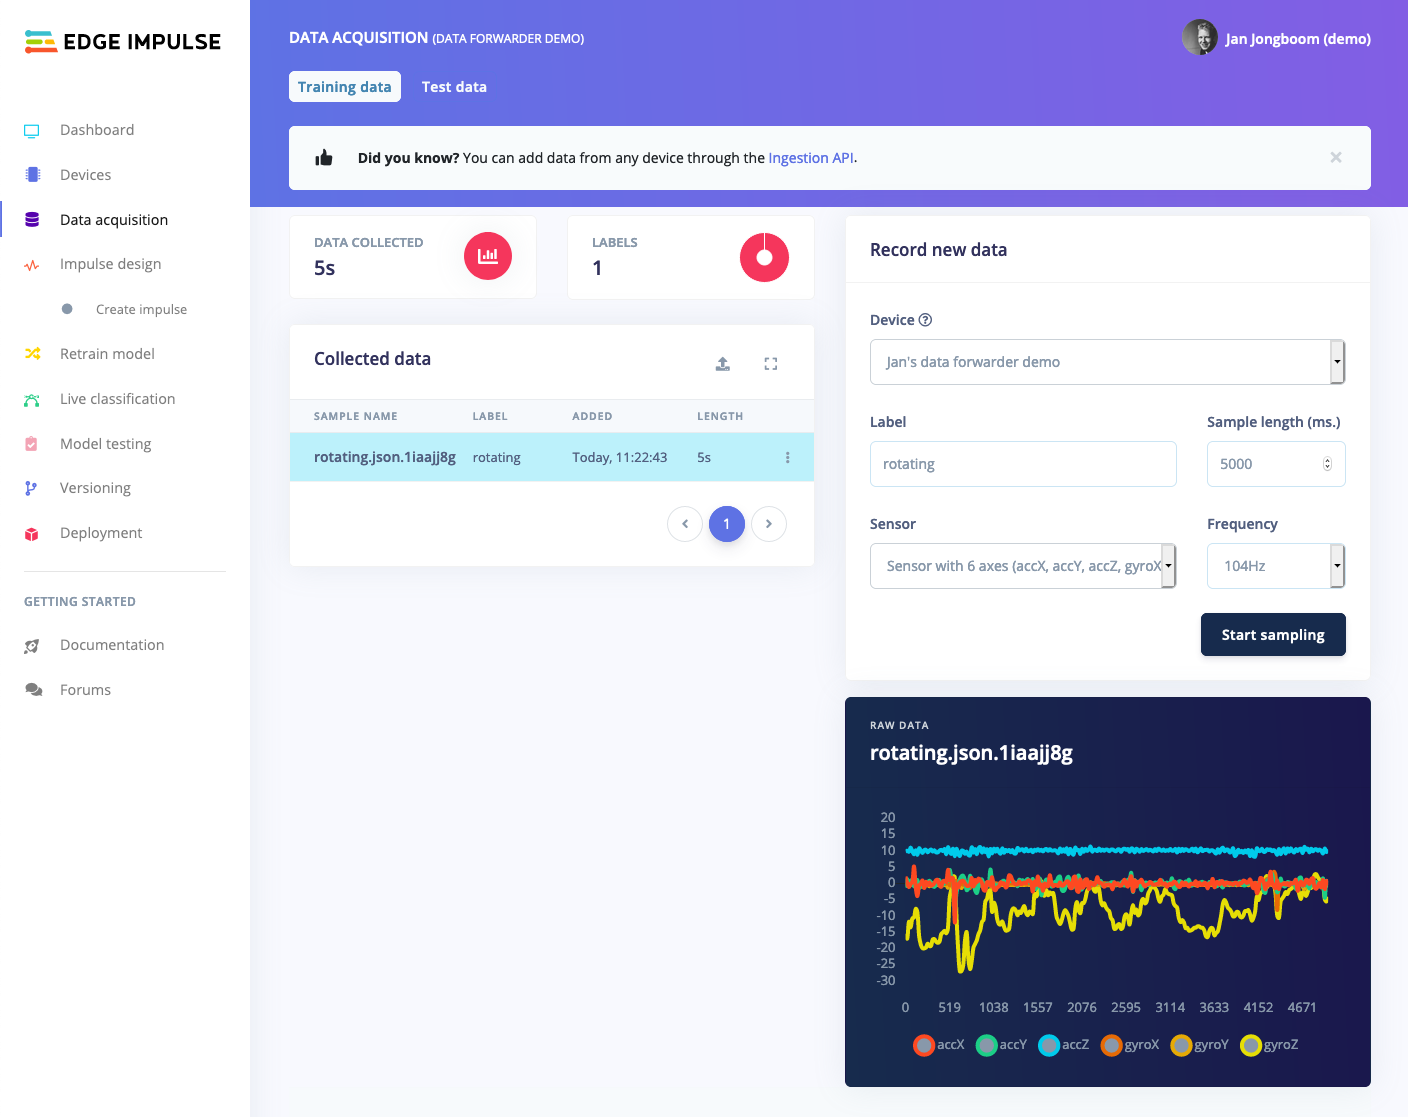 EDGE IMPULSE
Dashboard
Devices
Data acquisition
Impulse design
Create impulse
Retrain model
Live classification
Model testing
Versioning
Deployment
GETTING STARTED
Documentation
Forums
DATA ACQUISITION (DATA FORWARDER DEMO)
Jan Jongboom (demo)
Training data
Test data
Did you know? You can add data from any device through the Ingestion API.
×
DATA COLLECTED
5s
LABELS
1
Collected data
SAMPLE NAME LABEL ADDED LENGTH
rotating.json.1iaajj8g rotating Today, 11:22:43 5s
1
Record new data
Device
Jan's data forwarder demo
Label Sample length (ms.)
rotating 5000
Sensor Frequency
Sensor with 6 axes (accX, accY, accZ, gyroX 104Hz
Start sampling
RAW DATA
rotating.json.1iaajj8g
20
15
10
5
0
-5
-10
-15
-20
-25
-30
0 519 1038 1557 2076 2595 3114 3633 4152 4671
accX accY accZ gyroX gyroY gyroZ